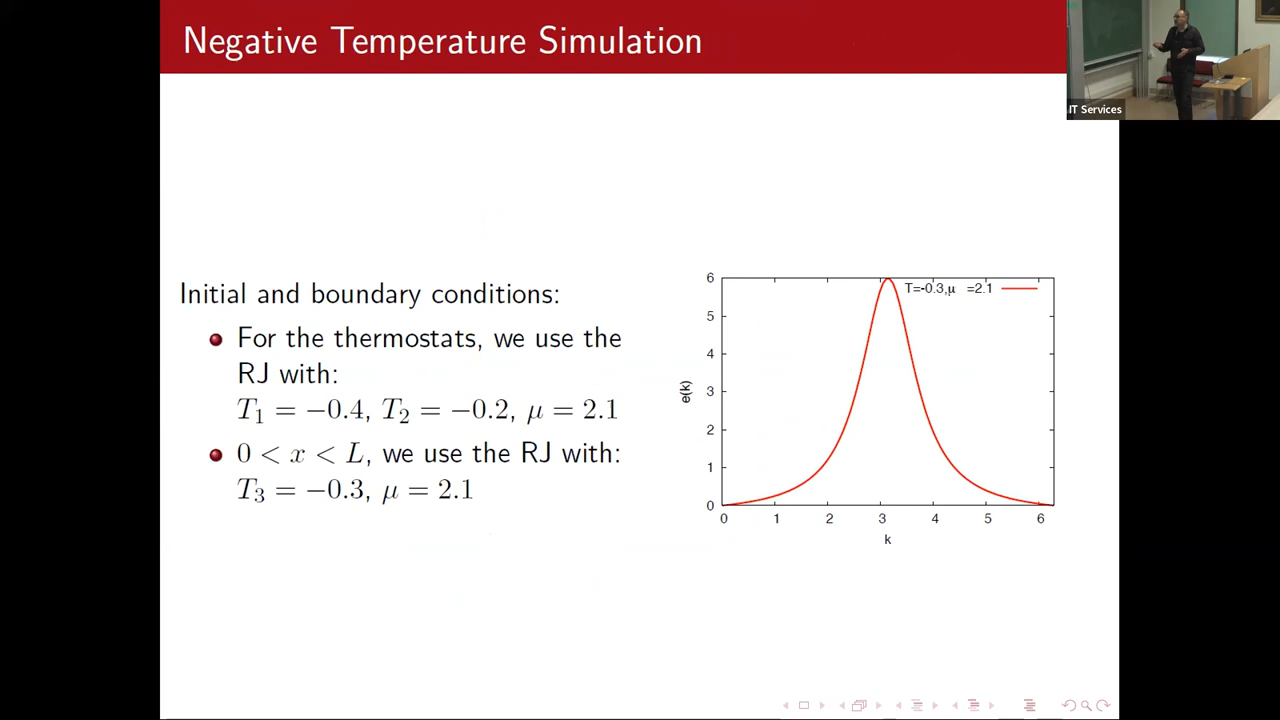 Negative Temperature Simulation
IT Services
Initial and boundary conditions:
For the thermostats, we use the
RJ with:
T₁ = −0.4, T₂ = −0.2, μ = 2.1
0 < x < L, we use the RJ with:
T₃ = −0.3, μ = 2.1
T=-0.3,μ =2.1
6
5
4
3
2
1
0
e(k)
0 1 2 3 4 5 6
k